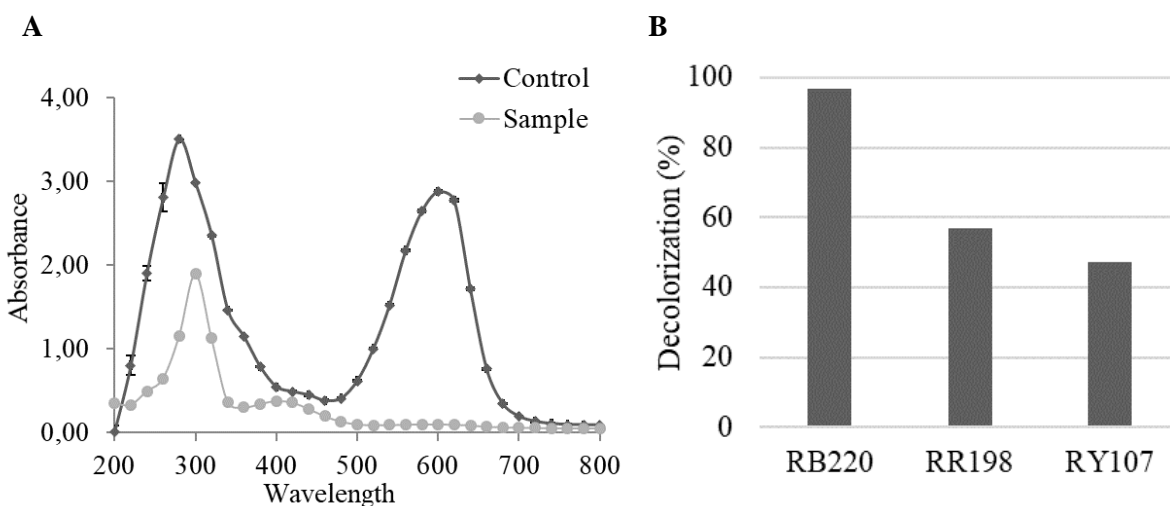 A
Control
Sample
4,00
3,00
2,00
1,00
0,00
Absorbance
200 300 400 500 600 700 800
Wavelength
B
100
80
60
40
20
0
Decolorization (%)
RB220 RR198 RY107